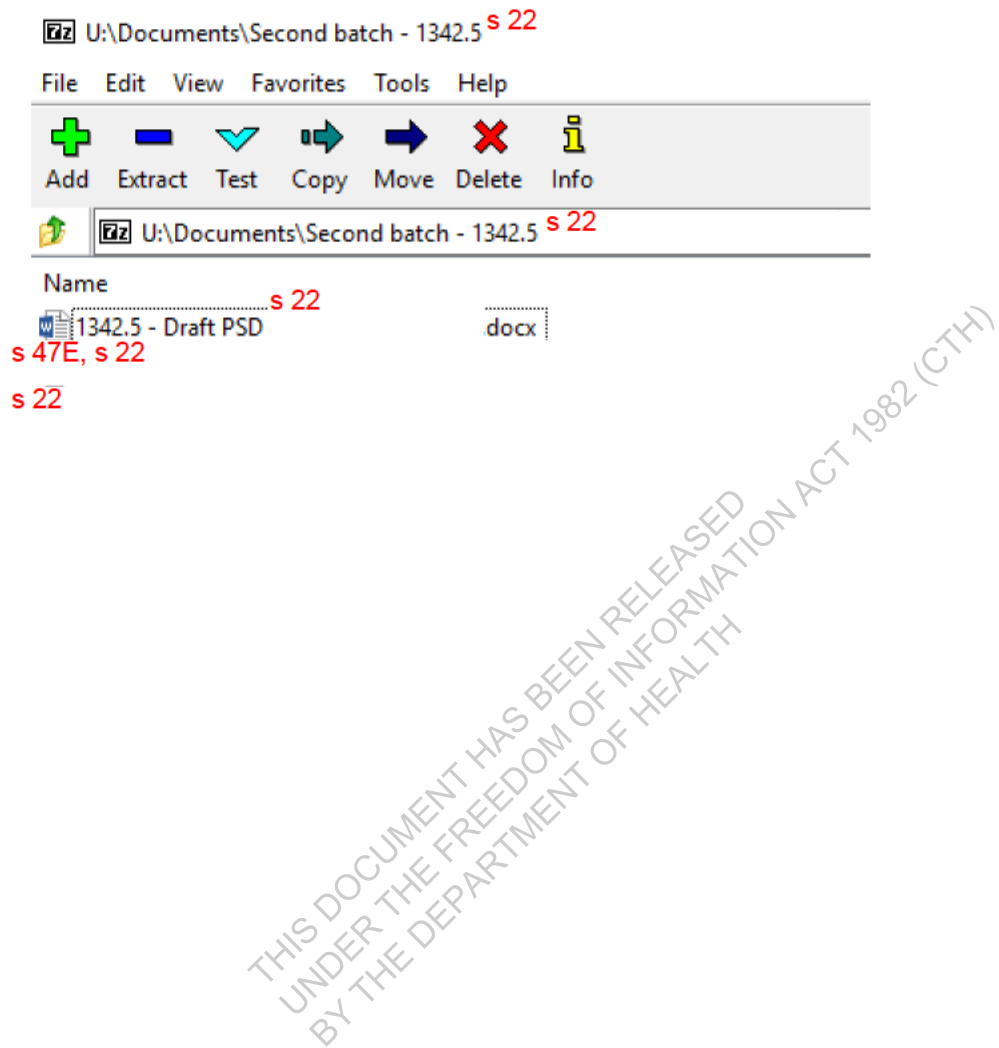 7z U:\Documents\Second batch - 1342.5 s 22
File Edit View Favorites Tools Help
Add Extract Test Copy Move Delete Info
7z U:\Documents\Second batch - 1342.5 s 22
Name
s 22
1342.5 - Draft PSD .docx
s 47E, s 22
s 22
THIS DOCUMENT HAS BEEN RELEASED
UNDER THE FREEDOM OF INFORMATION ACT 1982 (CTH)
BY THE DEPARTMENT OF HEALTH